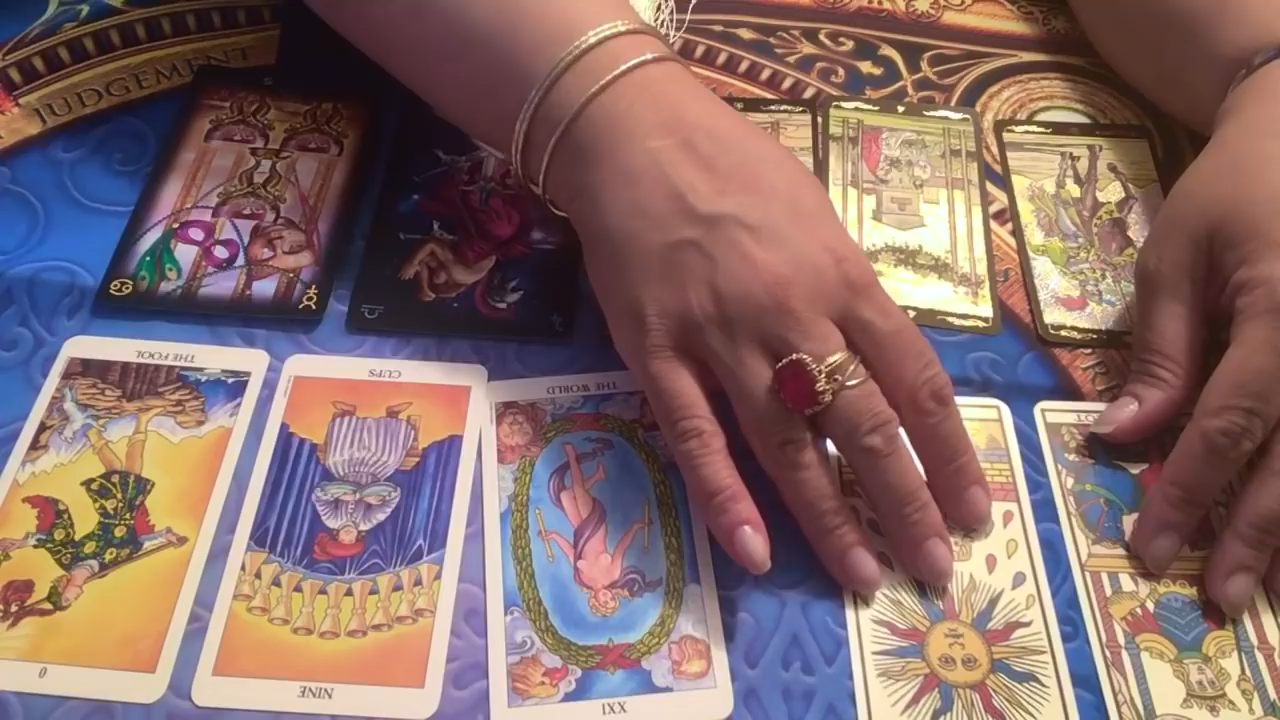 JUDGEMENT
THE FOOL
CUPS
THE WORLD
0
NINE
XXI